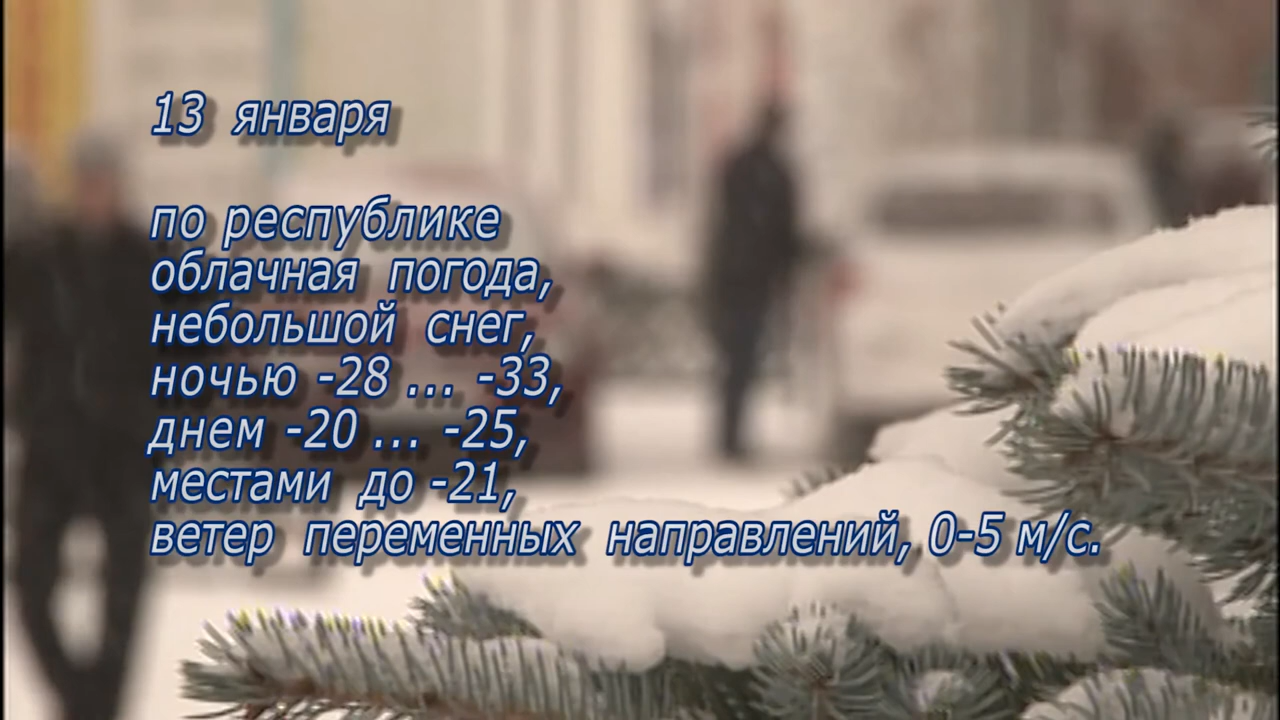 13 января
по республике
облачная погода,
небольшой снег,
ночью -28 ... -33,
днем -20 ... -25,
местами до -21,
ветер переменных направлений, 0-5 м/с.